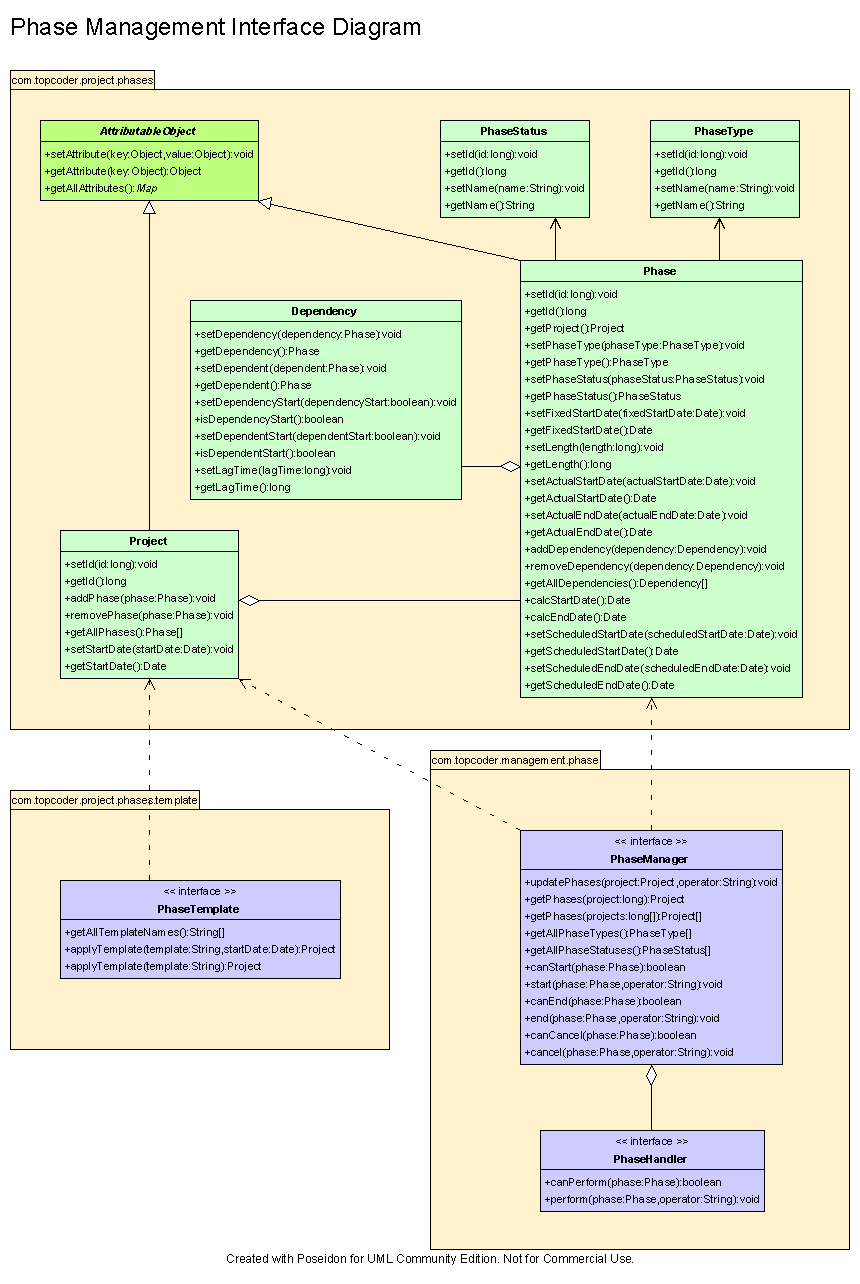 Phase Management Interface Diagram
com.topcoder.project.phases
AttributableObject
+setAttribute(key:Object,value:Object):void
+getAttribute(key:Object):Object
+getAllAttributes():Map
PhaseStatus
+setId(id:long):void
+getId():long
+setName(name:String):void
+getName():String
PhaseType
+setId(id:long):void
+getId():long
+setName(name:String):void
+getName():String
Phase
+setId(id:long):void
+getId():long
+getProject():Project
+setPhaseType(phaseType:PhaseType):void
+getPhaseType():PhaseType
+setPhaseStatus(phaseStatus:PhaseStatus):void
+getPhaseStatus():PhaseStatus
+setFixedStartDate(fixedStartDate:Date):void
+getFixedStartDate():Date
+setLength(length:long):void
+getLength():long
+setActualStartDate(actualStartDate:Date):void
+getActualStartDate():Date
+setActualEndDate(actualEndDate:Date):void
+getActualEndDate():Date
+addDependency(dependency:Dependency):void
+removeDependency(dependency:Dependency):void
+getAllDependencies():Dependency[]
+calcStartDate():Date
+calcEndDate():Date
+setScheduledStartDate(scheduledStartDate:Date):void
+getScheduledStartDate():Date
+setScheduledEndDate(scheduledEndDate:Date):void
+getScheduledEndDate():Date
Dependency
+setDependency(dependency:Phase):void
+getDependency():Phase
+setDependent(dependent:Phase):void
+getDependent():Phase
+setDependencyStart(dependencyStart:boolean):void
+isDependencyStart():boolean
+setDependentStart(dependentStart:boolean):void
+isDependentStart():boolean
+setLagTime(lagTime:long):void
+getLagTime():long
Project
+setId(id:long):void
+getId():long
+addPhase(phase:Phase):void
+removePhase(phase:Phase):void
+getAllPhases():Phase[]
+setStartDate(startDate:Date):void
+getStartDate():Date
com.topcoder.project.phases.template
<< interface >>
PhaseTemplate
+getAllTemplateNames():String[]
+applyTemplate(template:String,startDate:Date):Project
+applyTemplate(template:String):Project
com.topcoder.management.phase
<< interface >>
PhaseManager
+updatePhases(project:Project,operator:String):void
+getPhases(project:long):Project
+getPhases(projects:long[]):Project[]
+getAllPhaseTypes():PhaseType[]
+getAllPhaseStatuses():PhaseStatus[]
+canStart(phase:Phase):boolean
+start(phase:Phase,operator:String):void
+canEnd(phase:Phase):boolean
+end(phase:Phase,operator:String):void
+canCancel(phase:Phase):boolean
+cancel(phase:Phase,operator:String):void
<< interface >>
PhaseHandler
+canPerform(phase:Phase):boolean
+perform(phase:Phase,operator:String):void
Created with Poseidon for UML Community Edition. Not for Commercial Use.